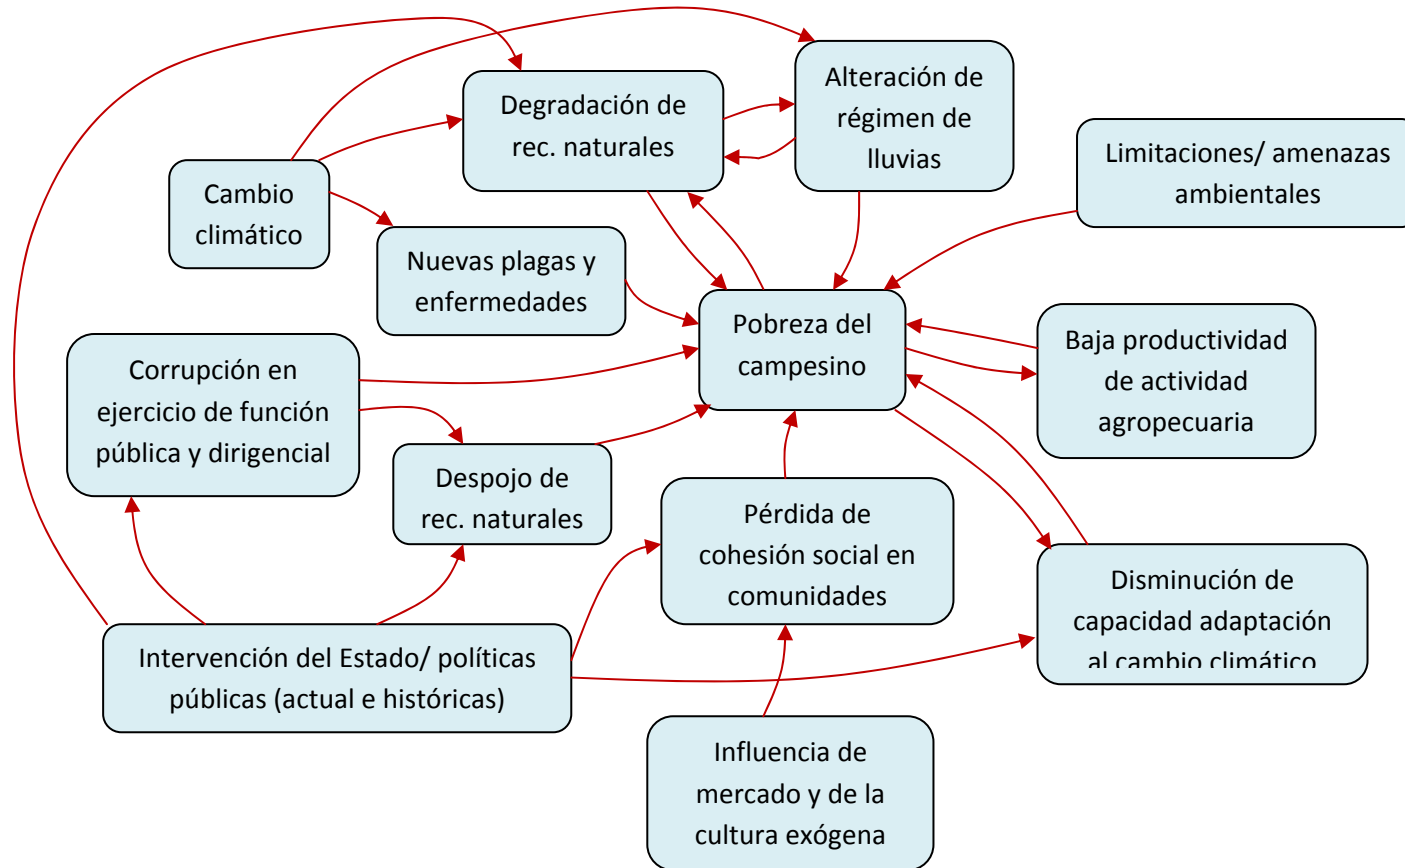 Degradación de
rec. naturales
Alteración de
régimen de
lluvias
Limitaciones/ amenazas
ambientales
Cambio
climático
Nuevas plagas y
enfermedades
Pobreza del
campesino
Baja productividad
de actividad
agropecuaria
Corrupción en
ejercicio de función
pública y dirigencial
Despojo de
rec. naturales
Pérdida de
cohesión social en
comunidades
Disminución de
capacidad adaptación
al cambio climático
Intervención del Estado/ políticas
públicas (actual e históricas)
Influencia de
mercado y de la
cultura exógena